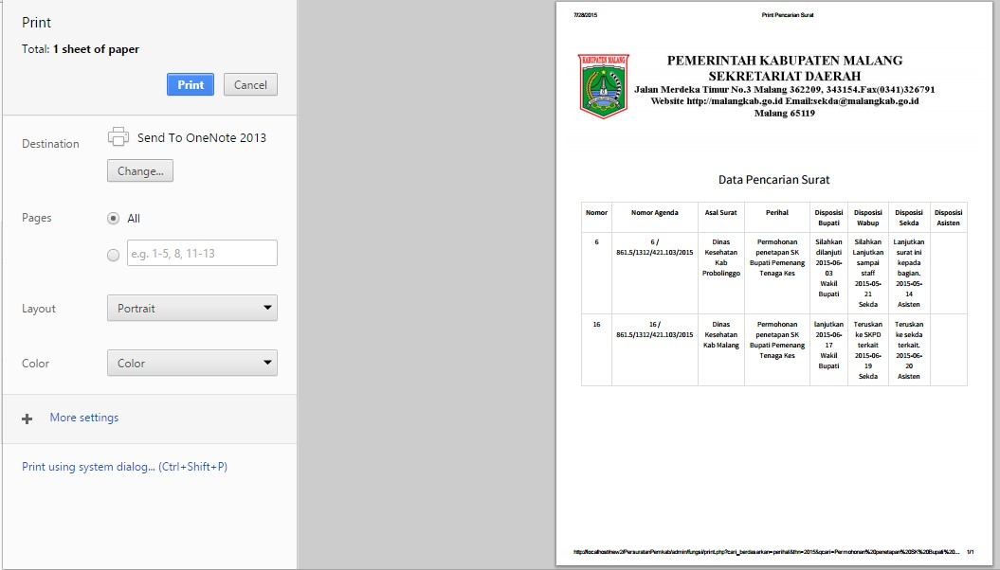 Print
Total: 1 sheet of paper
Print
Cancel
Destination
Send To OneNote 2013
Change...
Pages
All
e.g. 1-5, 8, 11-13
Layout
Portrait
Color
Color
More settings
Print using system dialog... (Ctrl+Shift+P)
7/28/2015
Print Pencarian Surat
KABUPATEN MALANG
PEMERINTAH KABUPATEN MALANG
SEKRETARIAT DAERAH
Jalan Merdeka Timur No.3 Malang 362209, 343154.Fax(0341)326791
Website http://malangkab.go.id Email:sekda@malangkab.go.id
Malang 65119
Data Pencarian Surat
Nomor
Nomor Agenda
Asal Surat
Perihal
Disposisi
Bupati
Disposisi
Wabup
Disposisi
Sekda
Disposisi
Asisten
6
6 /
861.5/1312/421.103/2015
Dinas
Kesehatan
Kab
Probolinggo
Permohonan
penetapan SK
Bupati Pemenang
Tenaga Kes
Silahkan
dilanjuti
2015-06-
03
Wakil
Bupati
Silahkan
Lanjutkan
sampai
staff
2015-05-
21
Sekda
Lanjutkan
surat ini
kepada
bagian.
2015-05-
14
Asisten
16
16 /
861.5/1312/421.103/2015
Dinas
Kesehatan
Kab Malang
Permohonan
penetapan SK
Bupati Pemenang
Tenaga Kes
lanjutkan
2015-06-
17
Wakil
Bupati
Teruskan
ke SKPD
terkait
2015-06-
19
Sekda
Teruskan
ke sekda
terkait.
2015-06-
20
Asisten
http://localhost/new2/PersuratanPemkab/admin/fungsi/print.php?cari_berdasarkan=perihal&thn=2015&qcari=Permohonan%20penetapan%20SK%20Bupati%20...
1/1